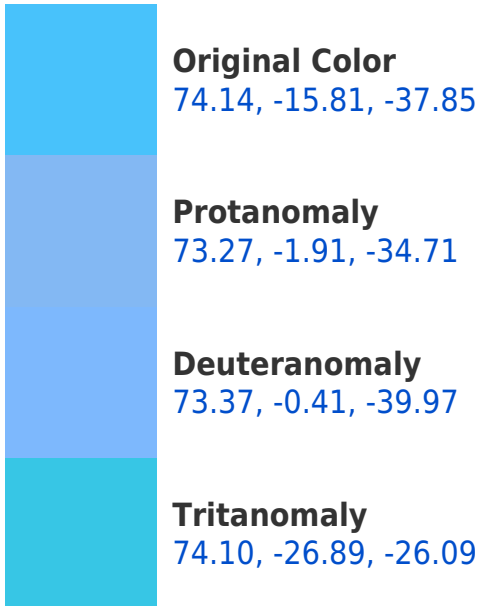 Original Color
74.14, -15.81, -37.85
Protanomaly
73.27, -1.91, -34.71
Deuteranomaly
73.37, -0.41, -39.97
Tritanomaly
74.10, -26.89, -26.09